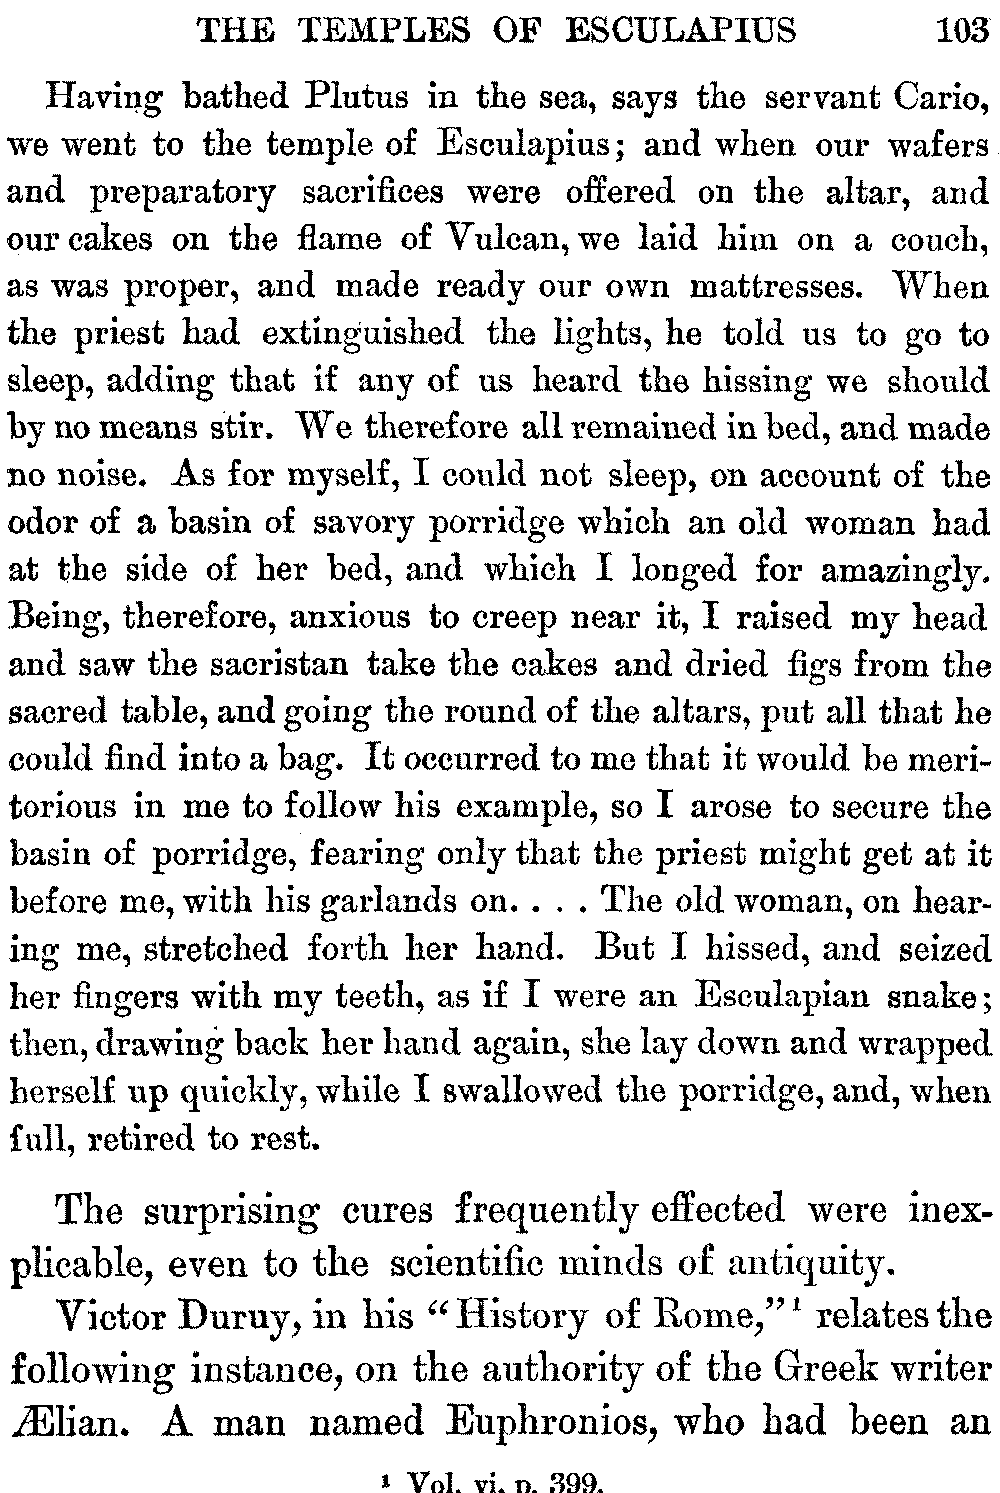 THE TEMPLES OF ESCULAPIUS 103
Having bathed Plutus in the sea, says the servant Cario,
we went to the temple of Esculapius; and when our wafers
and preparatory sacrifices were offered on the altar, and
our cakes on the flame of Vulcan, we laid him on a couch,
as was proper, and made ready our own mattresses. When
the priest had extinguished the lights, he told us to go to
sleep, adding that if any of us heard the hissing we should
by no means stir. We therefore all remained in bed, and made
no noise. As for myself, I could not sleep, on account of the
odor of a basin of savory porridge which an old woman had
at the side of her bed, and which I longed for amazingly.
Being, therefore, anxious to creep near it, I raised my head
and saw the sacristan take the cakes and dried figs from the
sacred table, and going the round of the altars, put all that he
could find into a bag. It occurred to me that it would be meri-
torious in me to follow his example, so I arose to secure the
basin of porridge, fearing only that the priest might get at it
before me, with his garlands on. . . . The old woman, on hear-
ing me, stretched forth her hand. But I hissed, and seized
her fingers with my teeth, as if I were an Esculapian snake;
then, drawing back her hand again, she lay down and wrapped
herself up quickly, while I swallowed the porridge, and, when
full, retired to rest.
The surprising cures frequently effected were inex-
plicable, even to the scientific minds of antiquity.
Victor Duruy, in his "History of Rome,"¹ relates the
following instance, on the authority of the Greek writer
Ælian. A man named Euphronios, who had been an
¹ Vol. vi. p. 399.